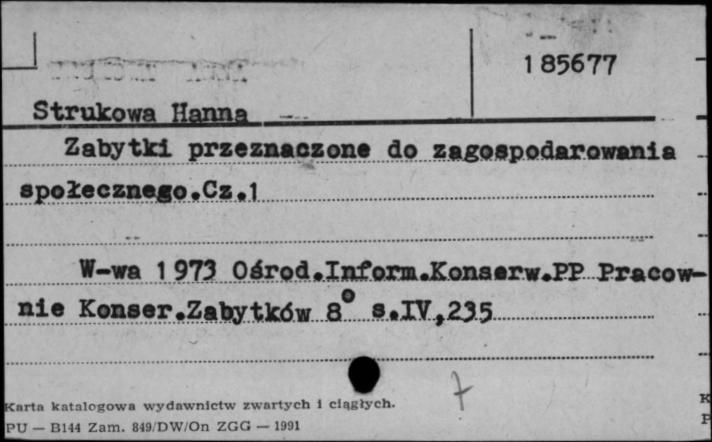 185677
Strukowa Hanna
Zabytki przeznaczone do zagospodarowania
społecznego.Cz.1
W-wa 1973 Ośrod.Inform.Konserw.PP Pracow-
nie Konser.Zabytków 8° s.IV,235
7
Karta katalogowa wydawnictw zwartych i ciągłych.
PU — B144 Zam. 849/DW/On ZGG — 1991
K
P